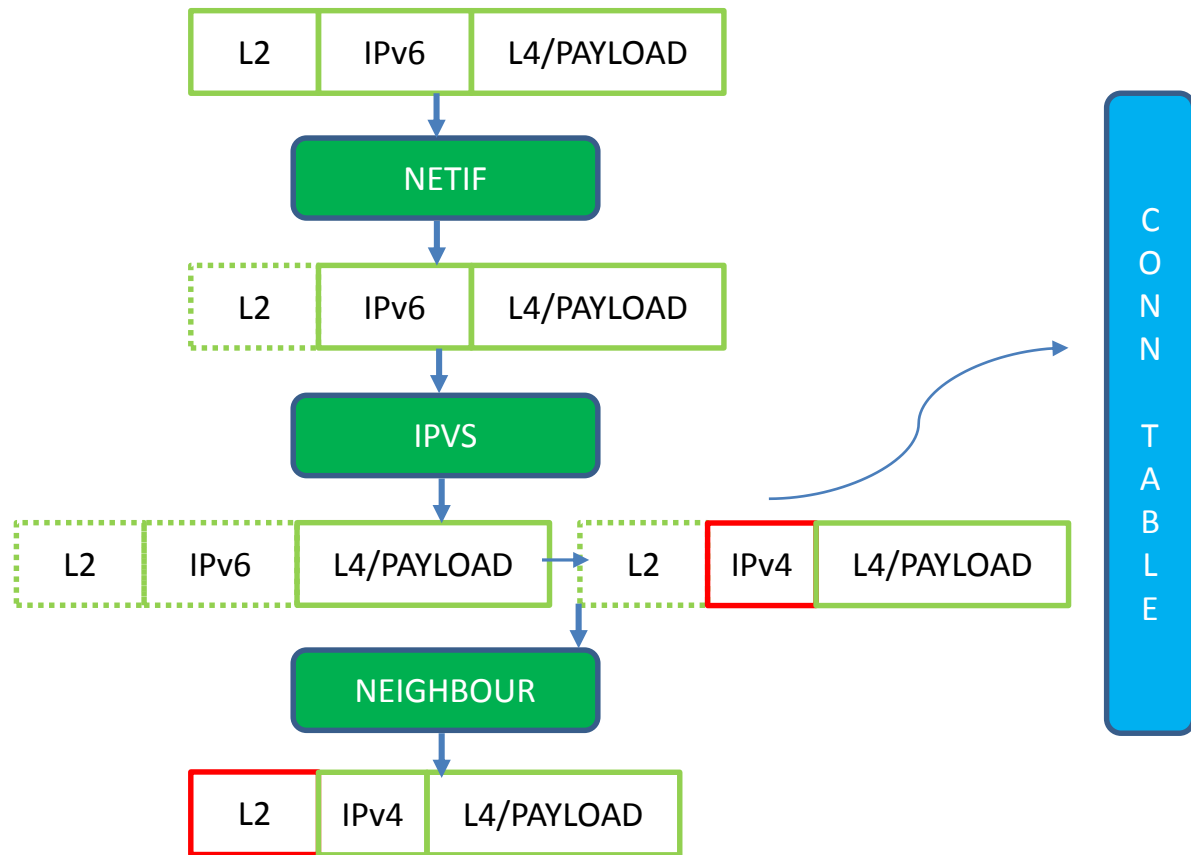 L2 IPv6 L4/PAYLOAD
NETIF
L2 IPv6 L4/PAYLOAD
IPVS
L2 IPv6 L4/PAYLOAD L2 IPv4 L4/PAYLOAD
NEIGHBOUR
L2 IPv4 L4/PAYLOAD
C
O
N
N
T
A
B
L
E